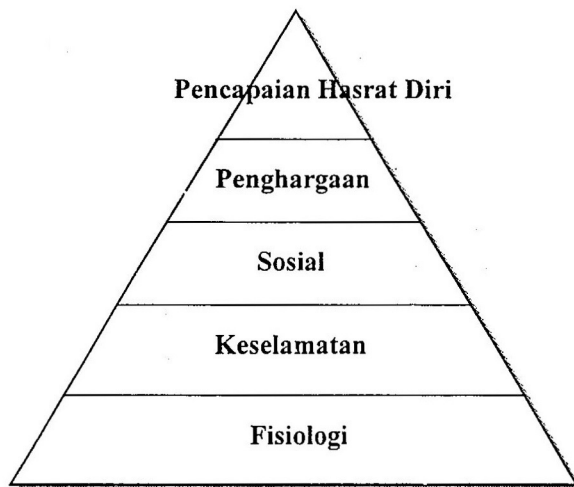 Pencapaian Hasrat Diri
Penghargaan
Sosial
Keselamatan
Fisiologi